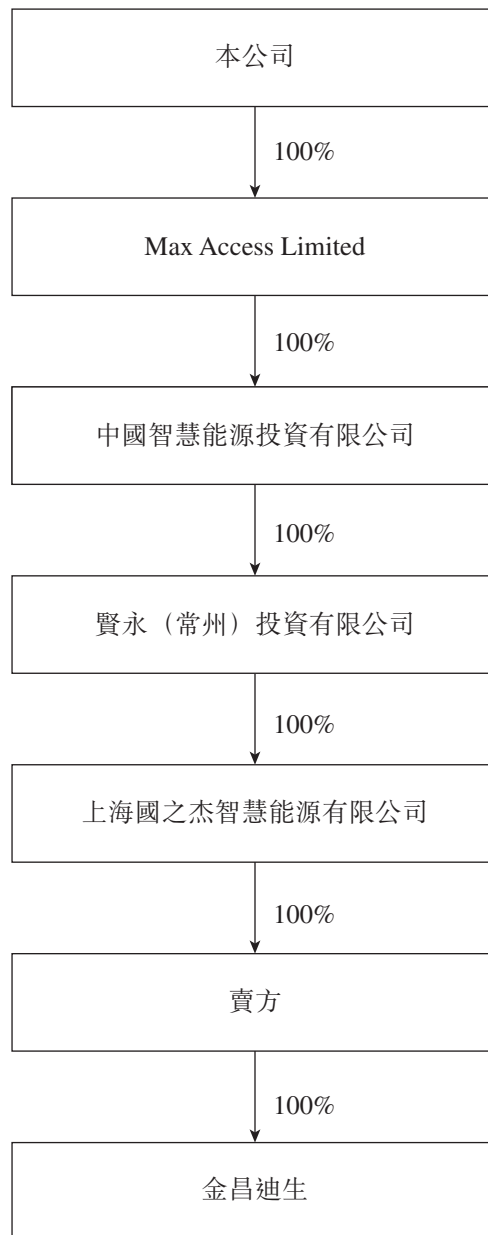 本公司
100%
Max Access Limited
100%
中國智慧能源投資有限公司
100%
賢永（常州）投資有限公司
100%
上海國之杰智慧能源有限公司
100%
賣方
100%
金昌迪生